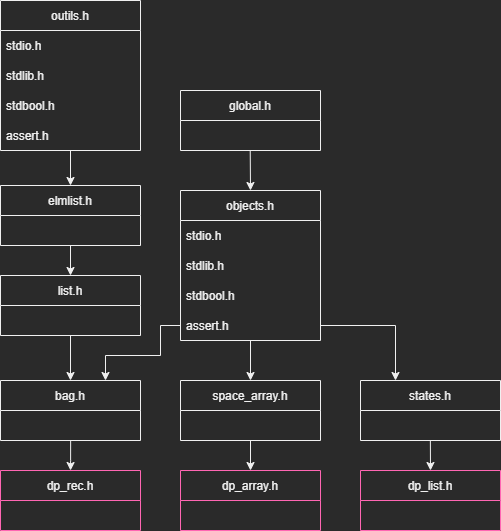 outils.h
stdio.h
stdlib.h
stdbool.h
assert.h
global.h
elmlist.h
objects.h
stdio.h
stdlib.h
stdbool.h
assert.h
list.h
bag.h
space_array.h
states.h
dp_rec.h
dp_array.h
dp_list.h